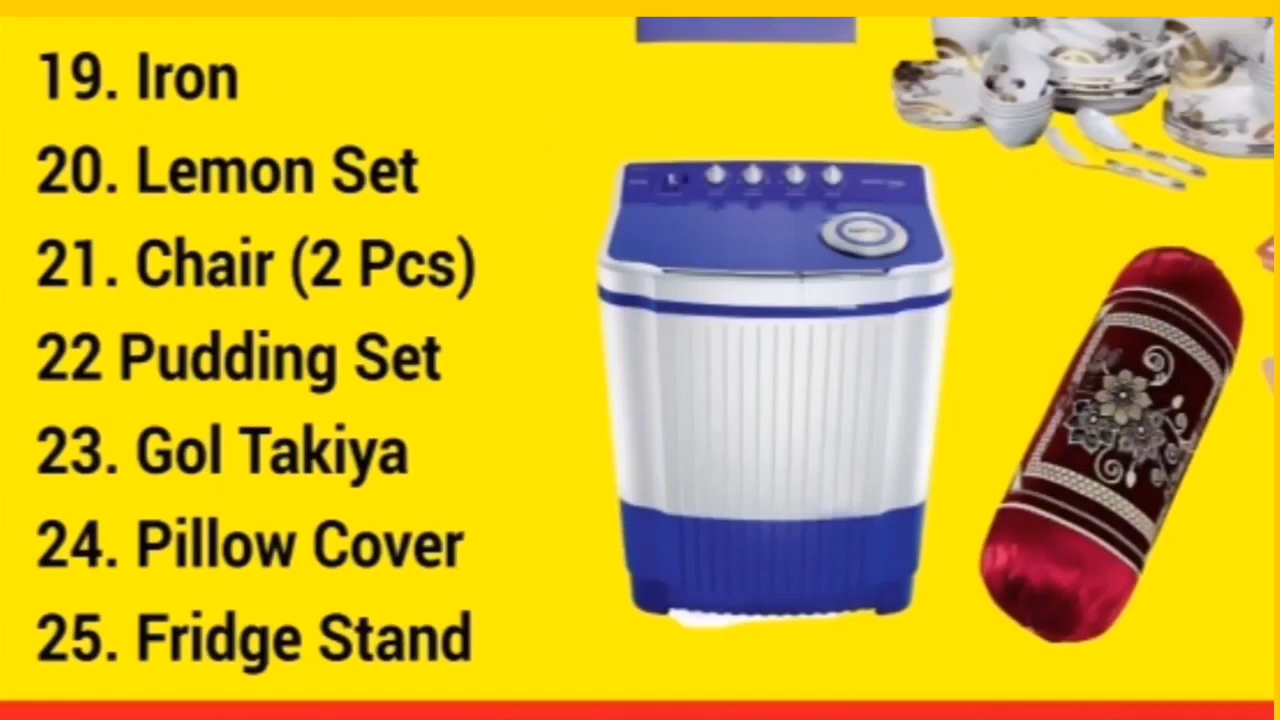 19. Iron
20. Lemon Set
21. Chair (2 Pcs)
22 Pudding Set
23. Gol Takiya
24. Pillow Cover
25. Fridge Stand